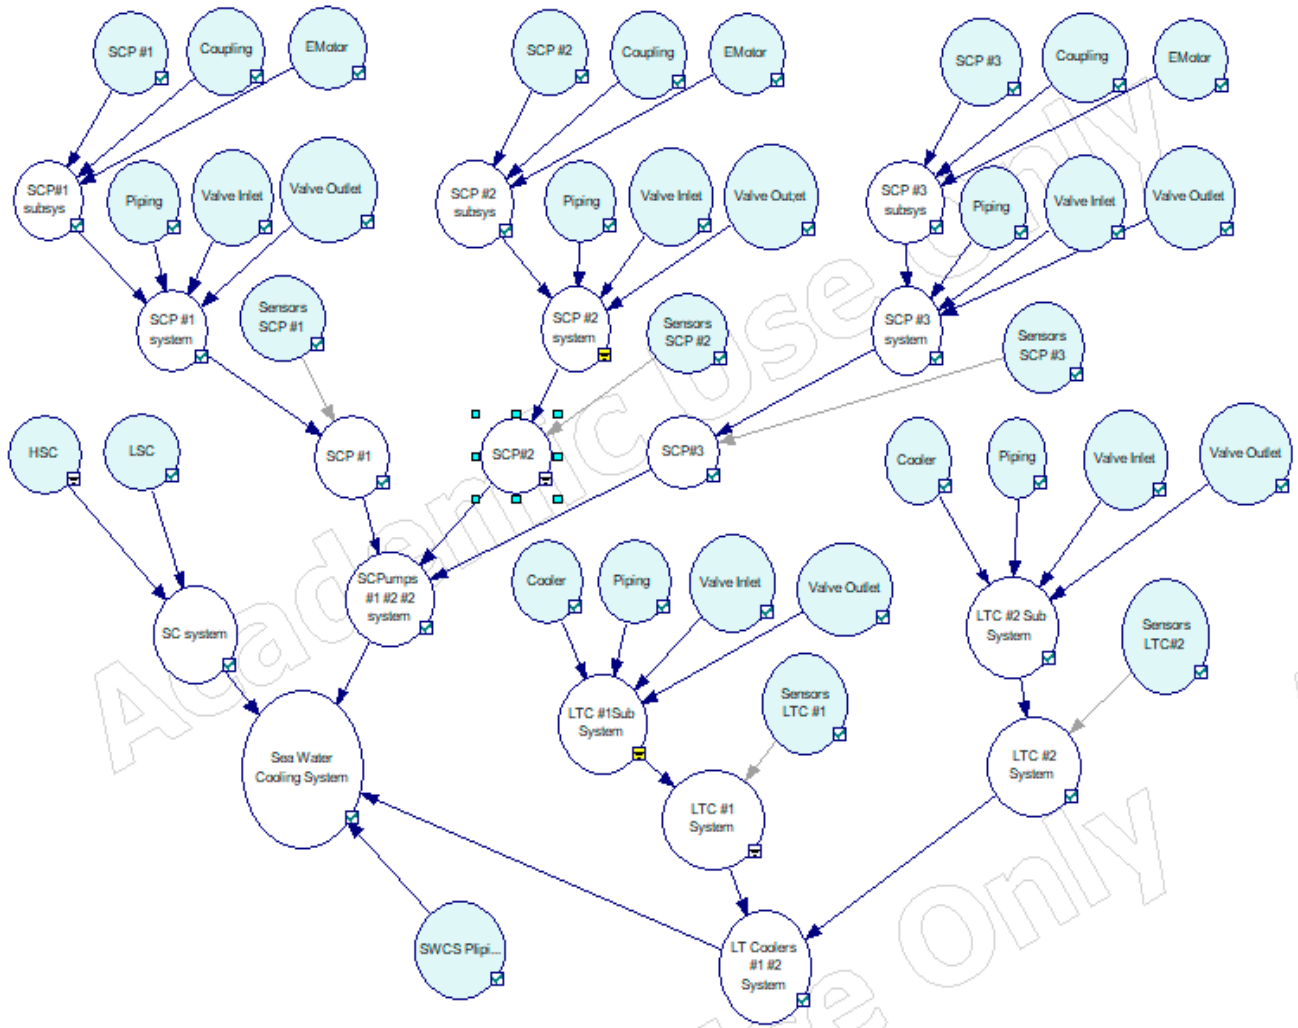 SCP #1
Coupling
EMotor
SCP #2
Coupling
EMotor
SCP #3
Coupling
EMotor
SCP#1
subsys
Piping
Valve Inlet
Valve Outlet
SCP #2
subsys
Piping
Valve Inlet
Valve Out;et
SCP #3
subsys
Piping
Valve Inlet
Valve Outlet
SCP #1
system
Sensors
SCP #1
SCP #2
system
Sensors
SCP #2
SCP #3
system
Sensors
SCP #3
HSC
LSC
SCP #1
SCP#2
SCP#3
Cooler
Piping
Valve Inlet
Valve Outlet
SC system
SCPumps
#1 #2 #2
system
Cooler
Piping
Valve Inlet
Valve Outlet
LTC #2 Sub
System
Sensors
LTC#2
LTC #1Sub
System
Sensors
LTC #1
Sea Water
Cooling System
LTC #1
System
LTC #2
System
SWCS Plipi...
LT Coolers
#1 #2
System
Academic Use Only
Use Only